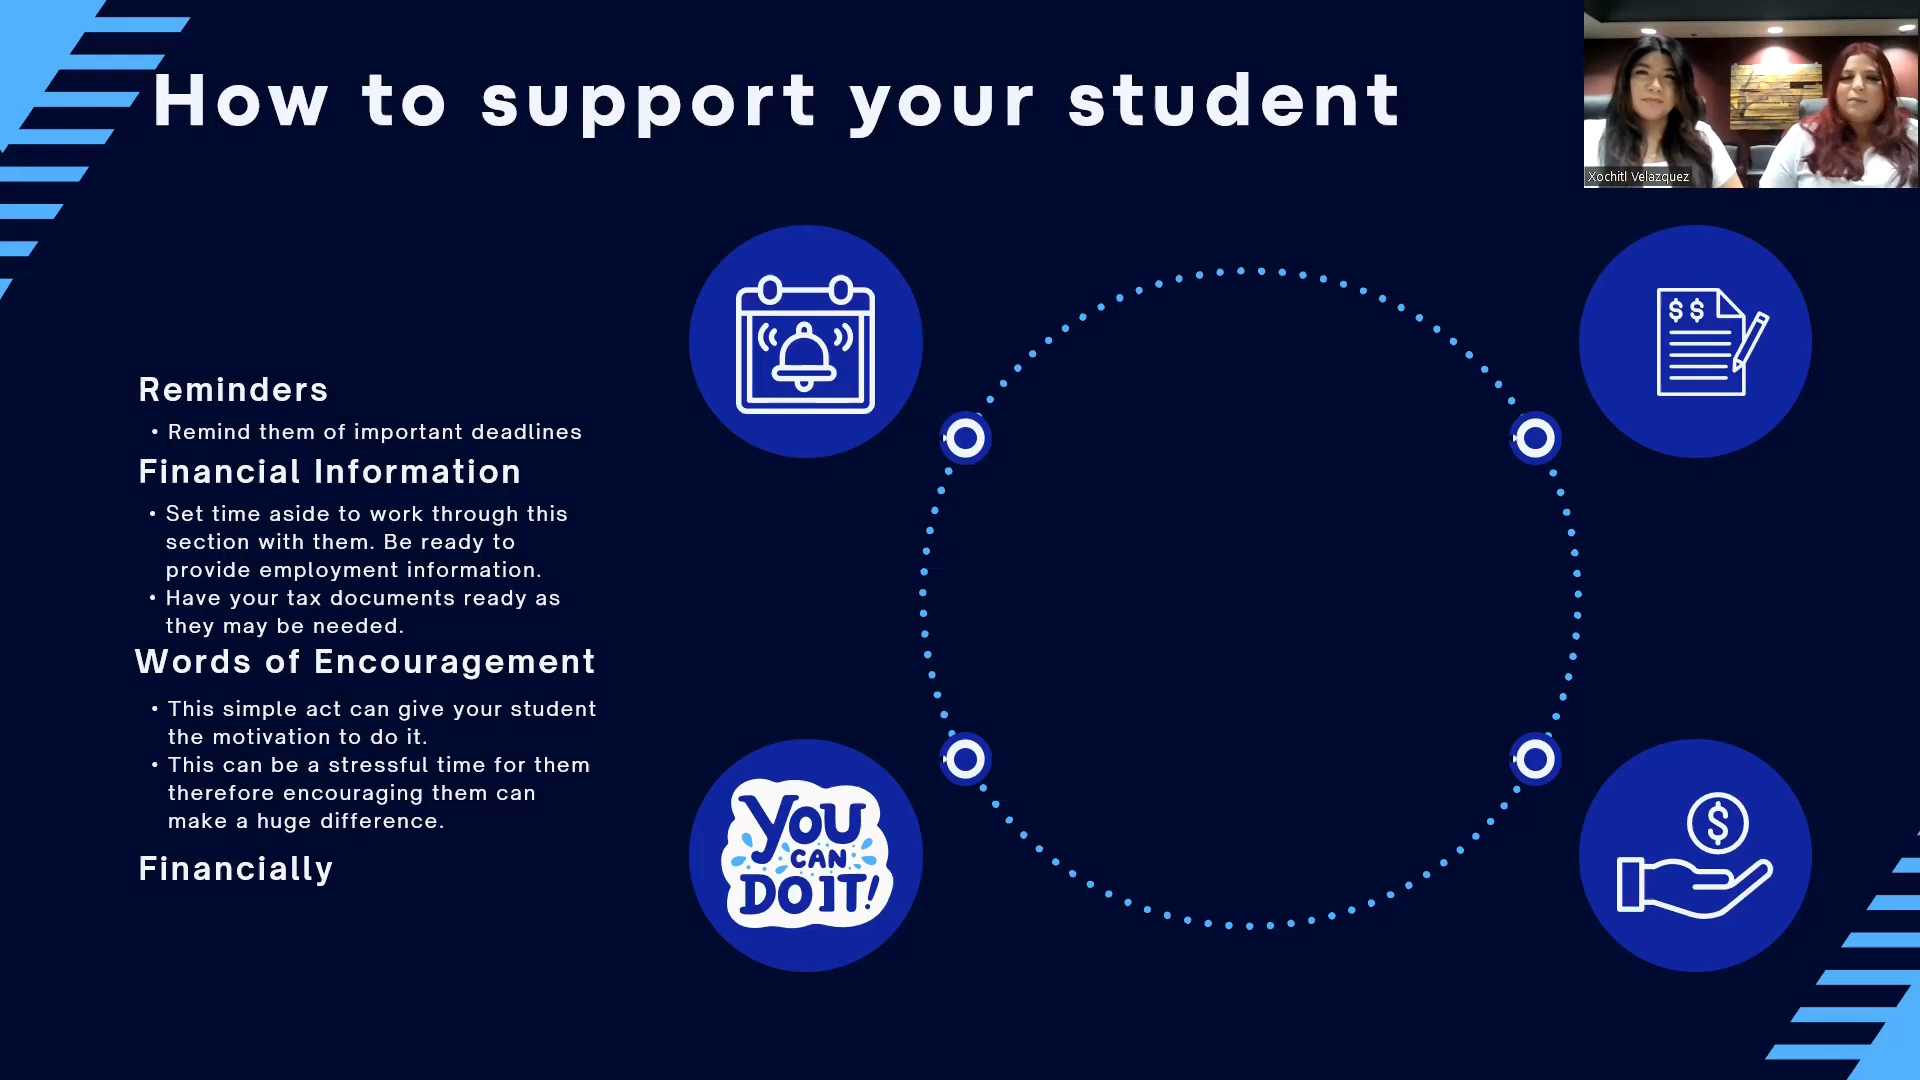 How to support your student
Xochitl Velazquez
Reminders
• Remind them of important deadlines
Financial Information
• Set time aside to work through this
section with them. Be ready to
provide employment information.
• Have your tax documents ready as
they may be needed.
Words of Encouragement
• This simple act can give your student
the motivation to do it.
• This can be a stressful time for them
therefore encouraging them can
make a huge difference.
Financially
$$
YOU
CAN
DO IT!
$